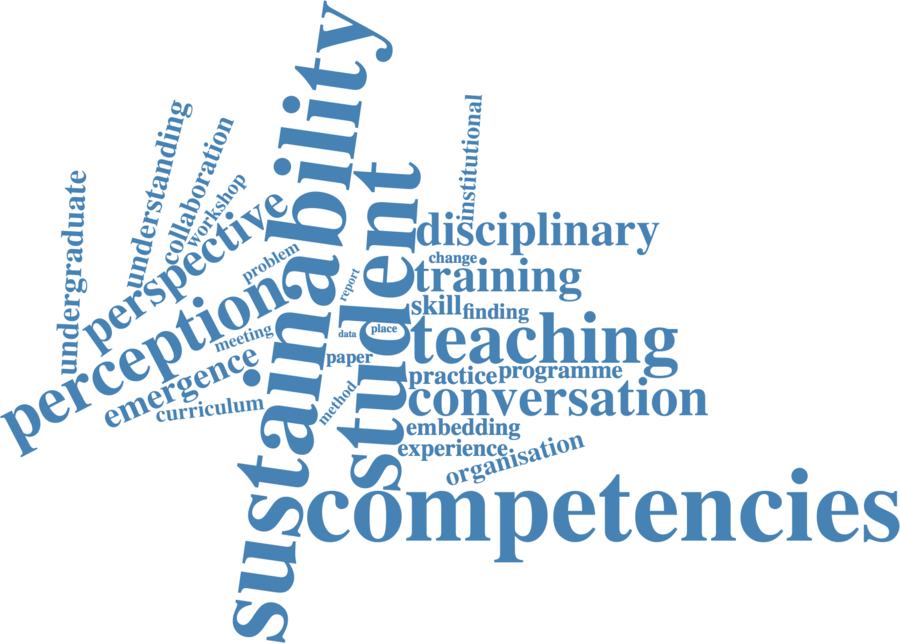 sustainability
student
institutional
understanding
collaboration
undergraduate
workshop
perspective
disciplinary
problem
change
training
report
perception
skill
finding
data
place
teaching
meeting
paper
emergence
practice
programme
curriculum
method
conversation
embedding
experience
organisation
competencies